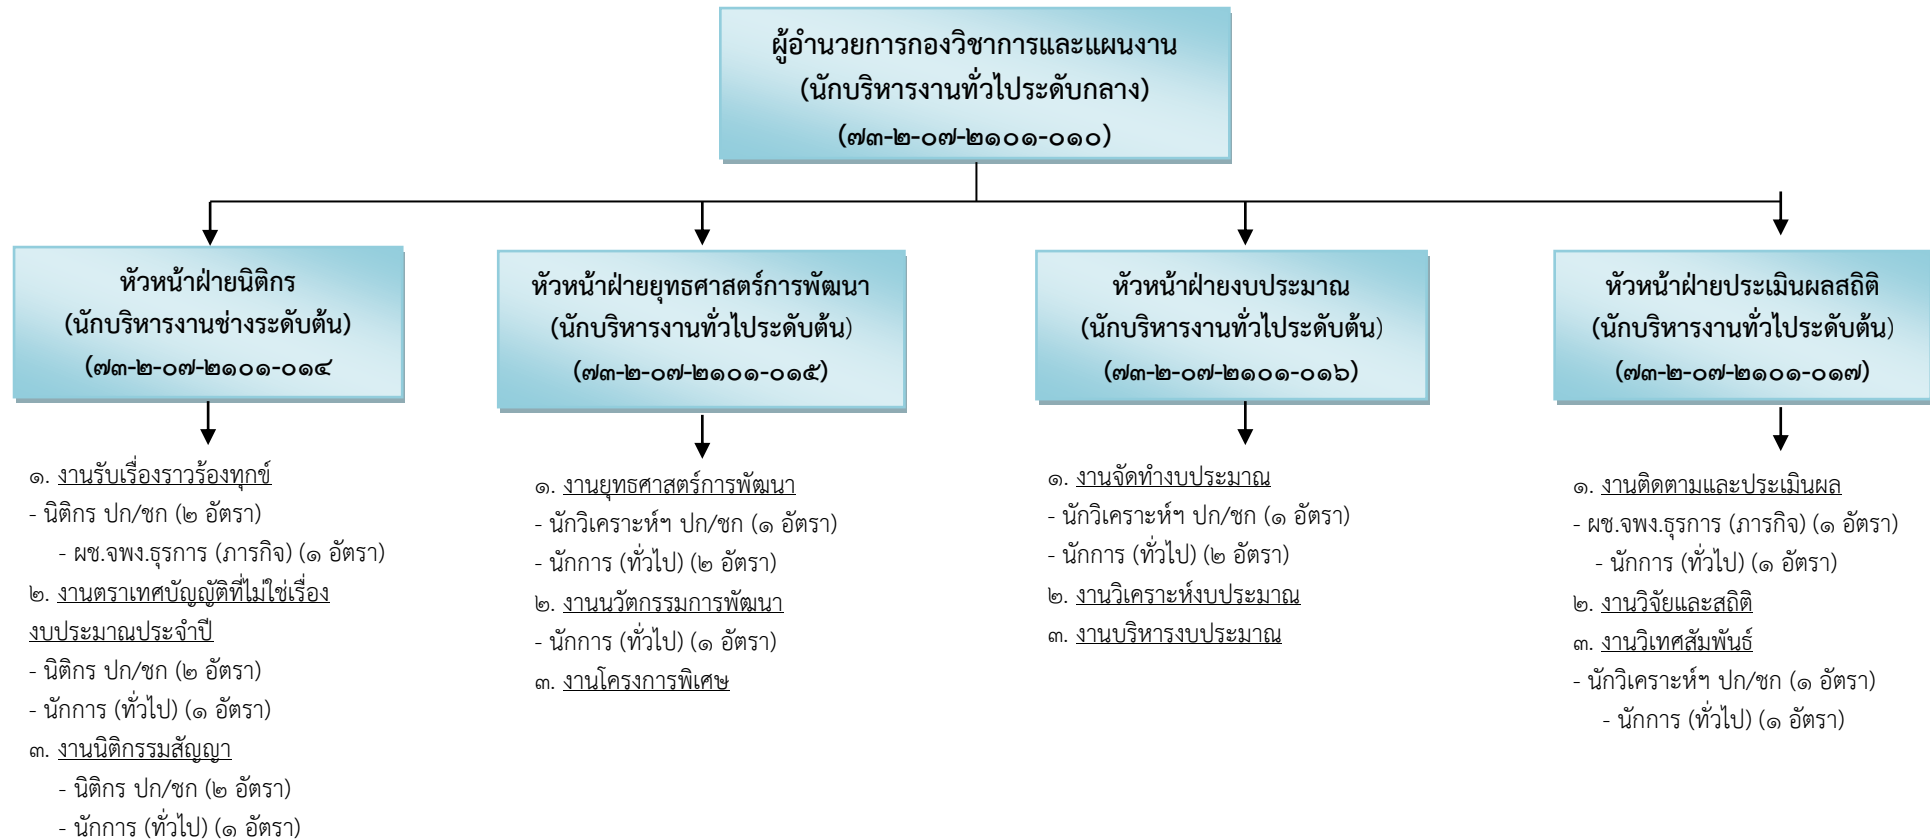 ผู้อำนวยการกองวิชาการและแผนงาน
(นักบริหารงานทั่วไประดับกลาง)
(๗๓-๒-๐๗-๒๑๐๑-๐๑๐)
หัวหน้าฝ่ายนิติกร
(นักบริหารงานช่างระดับต้น)
(๗๓-๒-๐๗-๒๑๐๑-๐๑๔
๑. งานรับเรื่องราวร้องทุกข์
- นิติกร ปก/ชก (๒ อัตรา)
- ผช.จพง.ธุรการ (ภารกิจ) (๑ อัตรา)
๒. งานตราเทศบัญญัติที่ไม่ใช่เรื่อง
งบประมาณประจำปี
- นิติกร ปก/ชก (๒ อัตรา)
- นักการ (ทั่วไป) (๑ อัตรา)
๓. งานนิติกรรมสัญญา
- นิติกร ปก/ชก (๒ อัตรา)
- นักการ (ทั่วไป) (๑ อัตรา)
หัวหน้าฝ่ายยุทธศาสตร์การพัฒนา
(นักบริหารงานทั่วไประดับต้น)
(๗๓-๒-๐๗-๒๑๐๑-๐๑๕)
๑. งานยุทธศาสตร์การพัฒนา
- นักวิเคราะห์ฯ ปก/ชก (๑ อัตรา)
- นักการ (ทั่วไป) (๒ อัตรา)
๒. งานนวัตกรรมการพัฒนา
- นักการ (ทั่วไป) (๑ อัตรา)
๓. งานโครงการพิเศษ
หัวหน้าฝ่ายงบประมาณ
(นักบริหารงานทั่วไประดับต้น)
(๗๓-๒-๐๗-๒๑๐๑-๐๑๖)
๑. งานจัดทำงบประมาณ
- นักวิเคราะห์ฯ ปก/ชก (๑ อัตรา)
- นักการ (ทั่วไป) (๒ อัตรา)
๒. งานวิเคราะห์งบประมาณ
๓. งานบริหารงบประมาณ
หัวหน้าฝ่ายประเมินผลสถิติ
(นักบริหารงานทั่วไประดับต้น)
(๗๓-๒-๐๗-๒๑๐๑-๐๑๗)
๑. งานติดตามและประเมินผล
- ผช.จพง.ธุรการ (ภารกิจ) (๑ อัตรา)
- นักการ (ทั่วไป) (๑ อัตรา)
๒. งานวิจัยและสถิติ
๓. งานวิเทศสัมพันธ์
- นักวิเคราะห์ฯ ปก/ชก (๑ อัตรา)
- นักการ (ทั่วไป) (๑ อัตรา)